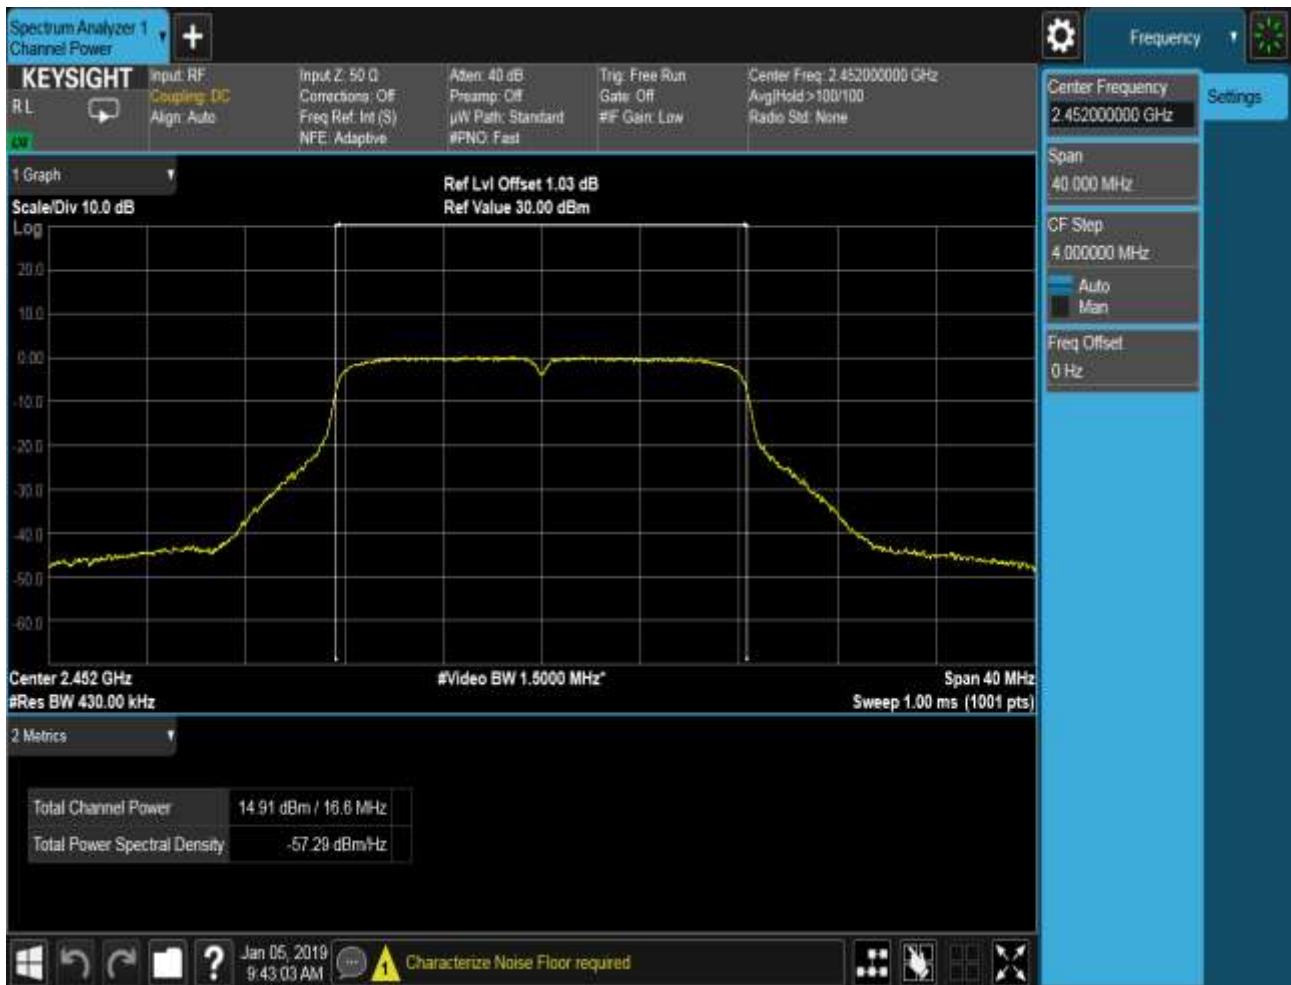 Spectrum Analyzer 1
Channel Power
Frequency
KEYSIGHT
R L
Input: RF
Coupling: DC
Align: Auto
Input Z: 50 Ω
Corrections: Off
Freq Ref: Int (S)
NFE: Adaptive
Atten: 40 dB
Preamp: Off
µW Path: Standard
#PNO: Fast
Trig: Free Run
Gate: Off
#IF Gain: Low
Center Freq: 2.452000000 GHz
Avg|Hold >100/100
Radio Std: None
Center Frequency
2.452000000 GHz
Settings
Span
40.000 MHz
CF Step
4.000000 MHz
Auto
Man
Freq Offset
0 Hz
1 Graph
Scale/Div 10.0 dB
Ref Lvl Offset 1.03 dB
Ref Value 30.00 dBm
Log
20.0
10.0
0.00
-10.0
-20.0
-30.0
-40.0
-50.0
-60.0
Center 2.452 GHz
#Video BW 1.5000 MHz*
Span 40 MHz
#Res BW 430.00 kHz
Sweep 1.00 ms (1001 pts)
2 Metrics
Total Channel Power 14.91 dBm / 16.6 MHz
Total Power Spectral Density -57.29 dBm/Hz
?
Jan 05, 2019
9:43:03 AM
1
Characterize Noise Floor required